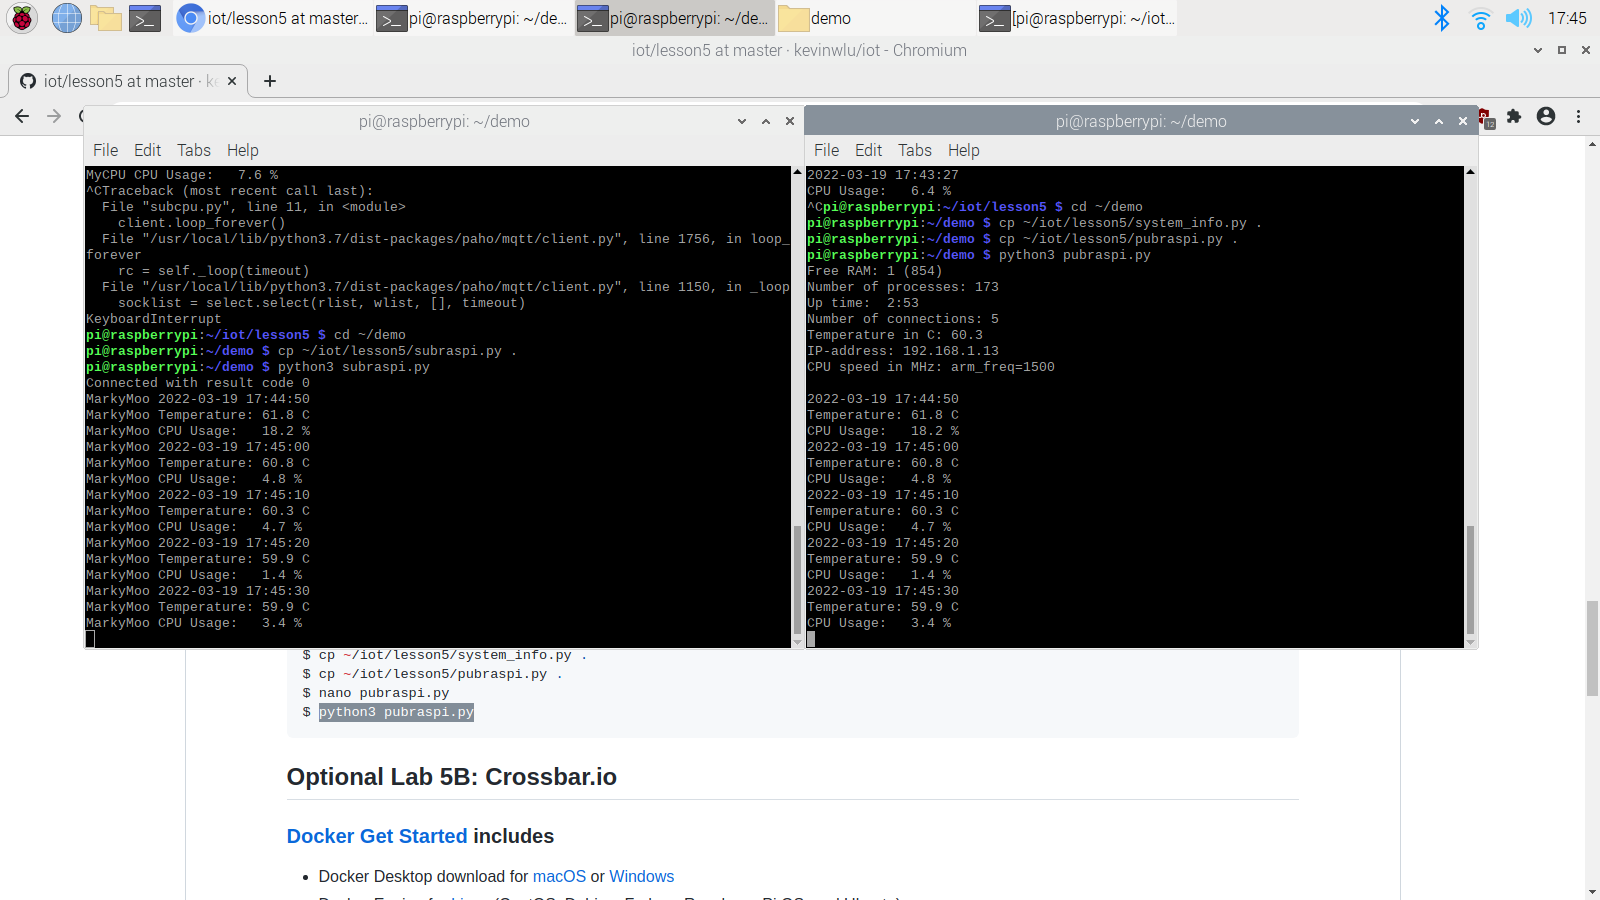 iot/lesson5 at master...
pi@raspberrypi: ~/de...
pi@raspberrypi: ~/de...
demo
[pi@raspberrypi: ~/iot...
17:45
iot/lesson5 at master · kevinwlu/iot - Chromium
iot/lesson5 at master · ke
12
pi@raspberrypi: ~/demo
File Edit Tabs Help
MyCPU CPU Usage:   7.6 %
^CTraceback (most recent call last):
  File "subcpu.py", line 11, in <module>
    client.loop_forever()
  File "/usr/local/lib/python3.7/dist-packages/paho/mqtt/client.py", line 1756, in loop_
forever
    rc = self._loop(timeout)
  File "/usr/local/lib/python3.7/dist-packages/paho/mqtt/client.py", line 1150, in _loop
    socklist = select.select(rlist, wlist, [], timeout)
KeyboardInterrupt
pi@raspberrypi:~/iot/lesson5 $ cd ~/demo
pi@raspberrypi:~/demo $ cp ~/iot/lesson5/subraspi.py .
pi@raspberrypi:~/demo $ python3 subraspi.py
Connected with result code 0
MarkyMoo 2022-03-19 17:44:50
MarkyMoo Temperature: 61.8 C
MarkyMoo CPU Usage:   18.2 %
MarkyMoo 2022-03-19 17:45:00
MarkyMoo Temperature: 60.8 C
MarkyMoo CPU Usage:   4.8 %
MarkyMoo 2022-03-19 17:45:10
MarkyMoo Temperature: 60.3 C
MarkyMoo CPU Usage:   4.7 %
MarkyMoo 2022-03-19 17:45:20
MarkyMoo Temperature: 59.9 C
MarkyMoo CPU Usage:   1.4 %
MarkyMoo 2022-03-19 17:45:30
MarkyMoo Temperature: 59.9 C
MarkyMoo CPU Usage:   3.4 %
pi@raspberrypi: ~/demo
File Edit Tabs Help
2022-03-19 17:43:27
CPU Usage:   6.4 %
^Cpi@raspberrypi:~/iot/lesson5 $ cd ~/demo
pi@raspberrypi:~/demo $ cp ~/iot/lesson5/system_info.py .
pi@raspberrypi:~/demo $ cp ~/iot/lesson5/pubraspi.py .
pi@raspberrypi:~/demo $ python3 pubraspi.py
Free RAM: 1 (854)
Number of processes: 173
Up time:  2:53
Number of connections: 5
Temperature in C: 60.3
IP-address: 192.168.1.13
CPU speed in MHz: arm_freq=1500
2022-03-19 17:44:50
Temperature: 61.8 C
CPU Usage:   18.2 %
2022-03-19 17:45:00
Temperature: 60.8 C
CPU Usage:   4.8 %
2022-03-19 17:45:10
Temperature: 60.3 C
CPU Usage:   4.7 %
2022-03-19 17:45:20
Temperature: 59.9 C
CPU Usage:   1.4 %
2022-03-19 17:45:30
Temperature: 59.9 C
CPU Usage:   3.4 %
$ cp ~/iot/lesson5/system_info.py .
$ cp ~/iot/lesson5/pubraspi.py .
$ nano pubraspi.py
$ python3 pubraspi.py
Optional Lab 5B: Crossbar.io
Docker Get Started includes
• Docker Desktop download for macOS or Windows